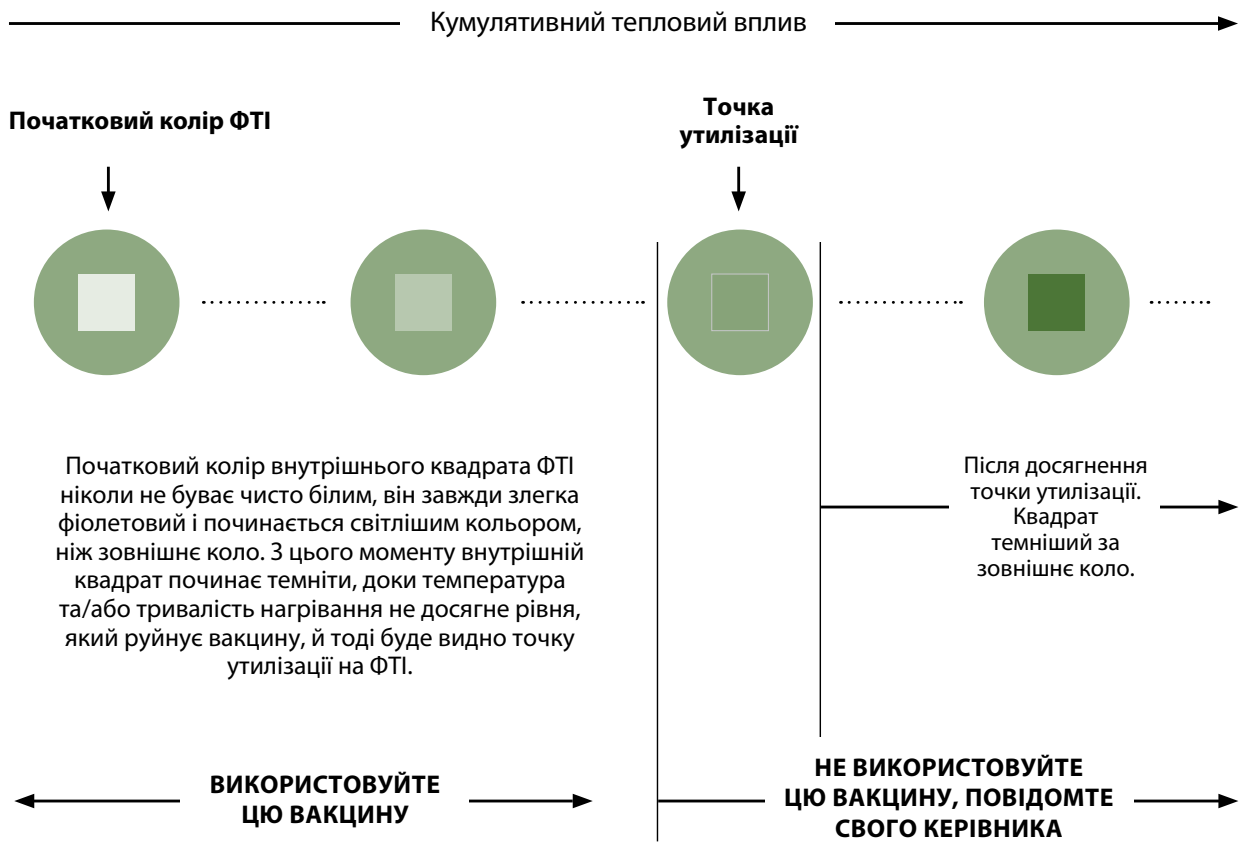 Кумулятивний тепловий вплив
Початковий колір ФТІ
Точка
утилізації
Початковий колір внутрішнього квадрата ФТІ
ніколи не буває чисто білим, він завжди злегка
фіолетовий і починається світлішим кольором,
ніж зовнішнє коло. З цього моменту внутрішній
квадрат починає темніти, доки температура
та/або тривалість нагрівання не досягне рівня,
який руйнує вакцину, й тоді буде видно точку
утилізації на ФТІ.
Після досягнення
точки утилізації.
Квадрат
темніший за
зовнішнє коло.
ВИКОРИСТОВУЙТЕ
ЦЮ ВАКЦИНУ
НЕ ВИКОРИСТОВУЙТЕ
ЦЮ ВАКЦИНУ, ПОВІДОМТЕ
СВОГО КЕРІВНИКА